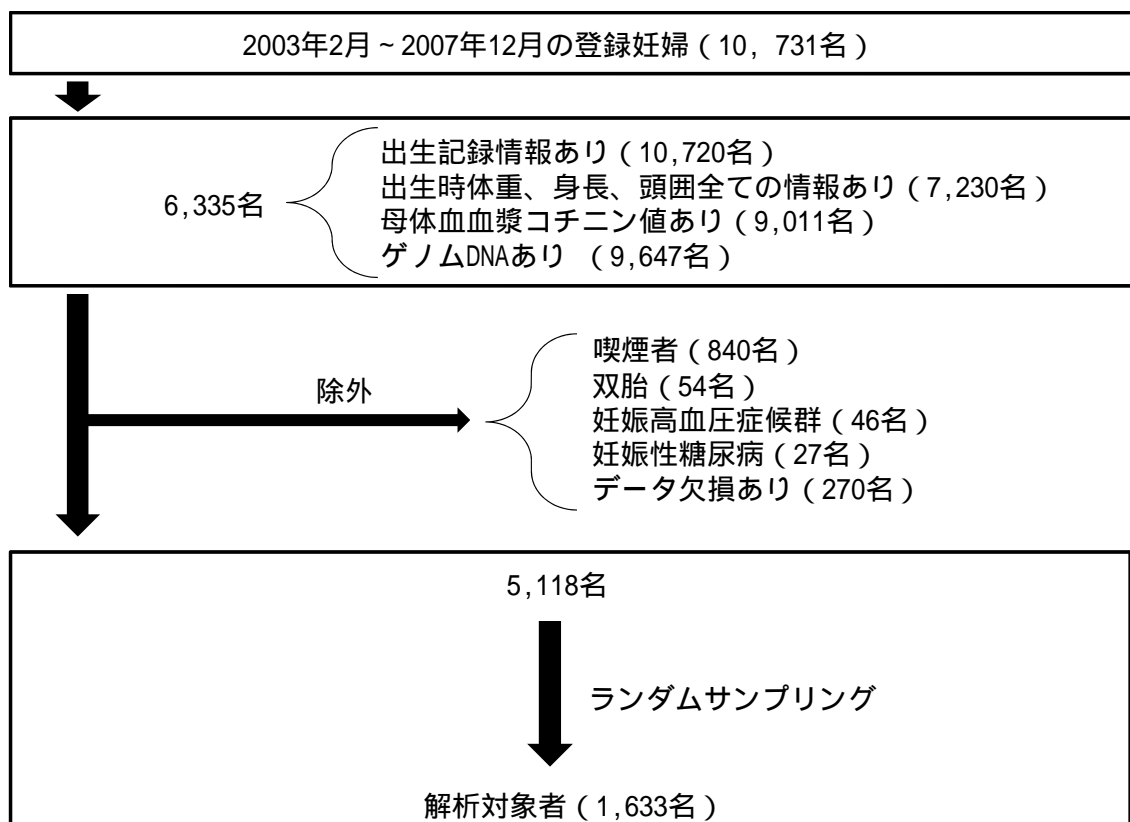 2003年2月～2007年12月の登録妊婦（10, 731名）
出生記録情報あり（10,720名）
出生時体重、身長、頭囲全ての情報あり（7,230名）
6,335名
母体血血漿コチニン値あり（9,011名）
ゲノムDNAあり （9,647名）
喫煙者（840名）
除外
双胎（54名）
妊娠高血圧症候群（46名）
妊娠性糖尿病（27名）
データ欠損あり（270名）
5,118名
ランダムサンプリング
解析対象者（1,633名）